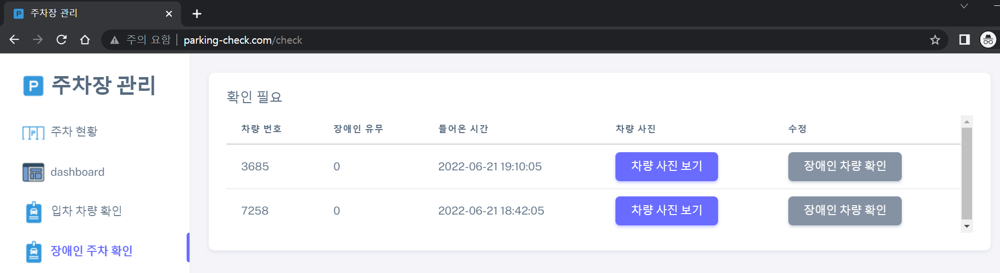 주차장 관리
주의 요함 | parking-check.com/check
주차장 관리
주차 현황
dashboard
입차 차량 확인
장애인 주차 확인
확인 필요
차량 번호 장애인 유무 들어온 시간 차량 사진 수정
3685 0 2022-06-21 19:10:05 차량 사진 보기 장애인 차량 확인
7258 0 2022-06-21 18:42:05 차량 사진 보기 장애인 차량 확인